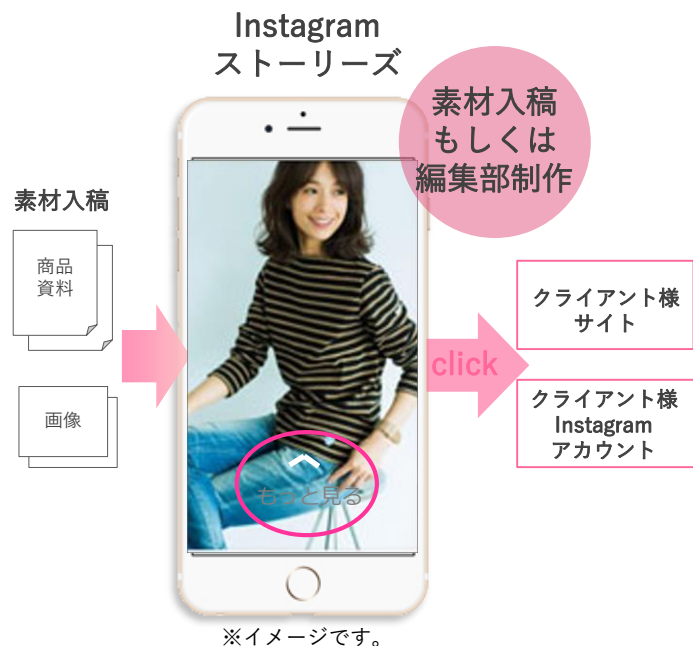 Instagram
ストーリーズ
素材入稿
もしくは
編集部制作
素材入稿
商品
資料
画像
もっと見る
click
クライアント様
サイト
クライアント様
Instagram
アカウント
※イメージです。